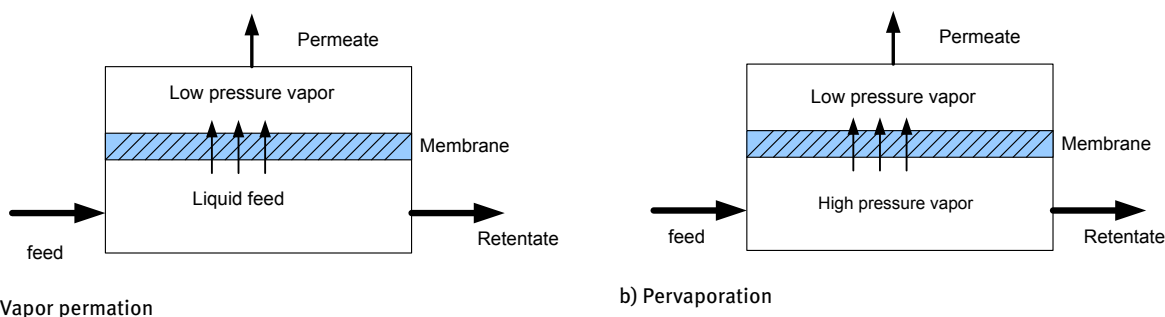 Permeate
Low pressure vapor
Membrane
Liquid feed
feed
Retentate
Vapor permation
Permeate
Low pressure vapor
Membrane
High pressure vapor
feed
Retentate
b) Pervaporation